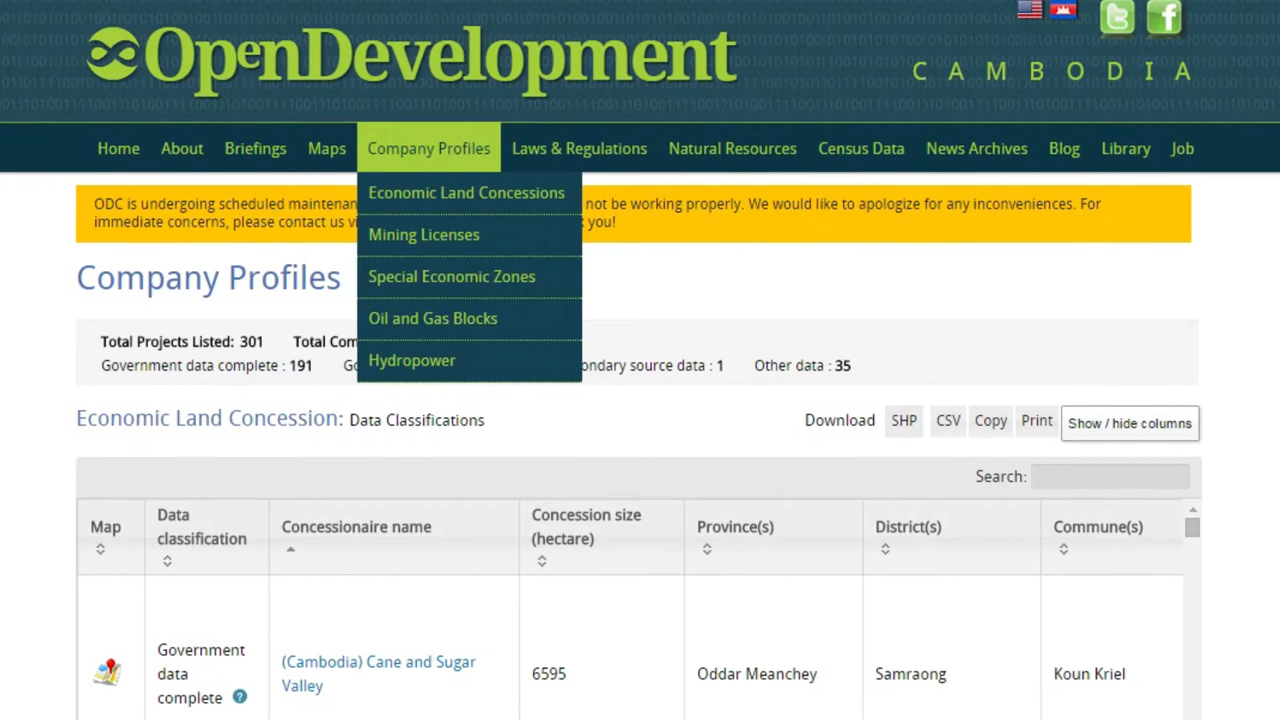 OpenDevelopment
CAMBODIA
Home About Briefings Maps Company Profiles Laws & Regulations Natural Resources Census Data News Archives Blog Library Job
Economic Land Concessions
Mining Licenses
Special Economic Zones
Oil and Gas Blocks
Hydropower
ODC is undergoing scheduled not be working properly. We would like to apologize for any inconveniences. For
immediate concerns, please contact us you!
Company Profiles
Total Projects Listed: 301 Total
Government data complete : 191 source data : 1 Other data : 35
Economic Land Concession: Data Classifications Download SHP CSV Copy Print Show / hide columns
Search:
Map Data classification Concessionaire name Concession size (hectare) Province(s) District(s) Commune(s)
Government
data
complete ?
(Cambodia) Cane and Sugar
Valley
6595 Oddar Meanchey Samraong Koun Kriel